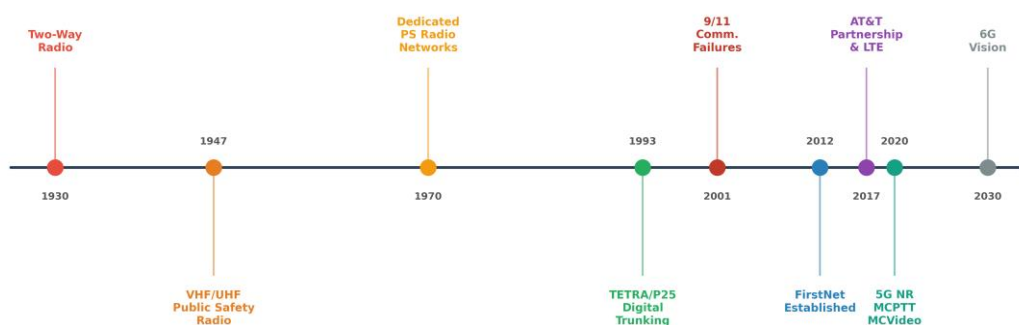 Two-Way
Radio
Dedicated
PS Radio
Networks
9/11
Comm.
Failures
AT&T
Partnership
& LTE
6G
Vision
1947
1993
2012
2020
1930
1970
2001
2017
2030
VHF/UHF
Public Safety
Radio
TETRA/P25
Digital
Trunking
FirstNet
Established
5G NR
MCPTT
MCVideo